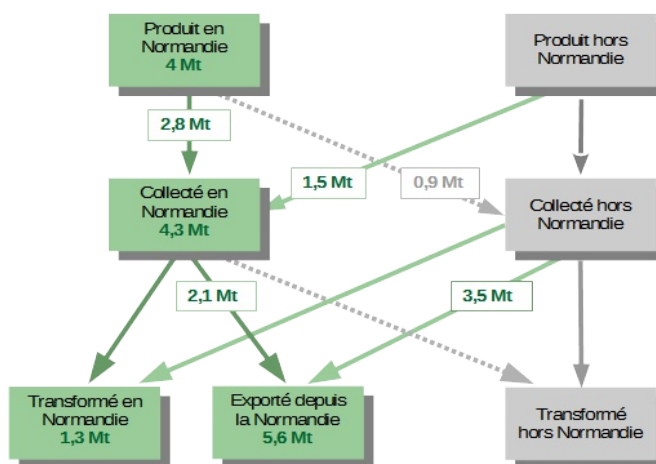 Produit en
Normandie
4 Mt
Produit hors
Normandie
2,8 Mt
1,5 Mt
0,9 Mt
Collecté en
Normandie
4,3 Mt
Collecté hors
Normandie
2,1 Mt
3,5 Mt
Transformé en
Normandie
1,3 Mt
Exporté depuis
la Normandie
5,6 Mt
Transformé
hors Normandie